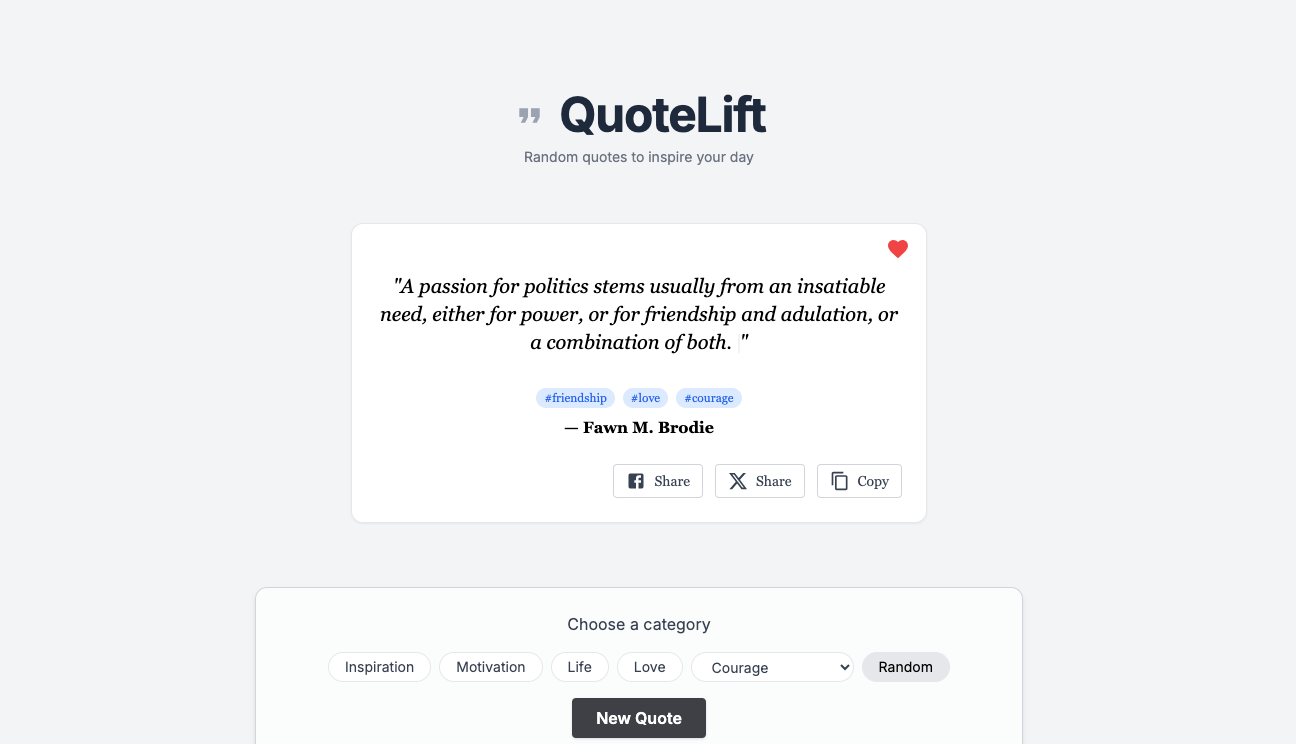 QuoteLift
Random quotes to inspire your day
"A passion for politics stems usually from an insatiable
need, either for power, or for friendship and adulation, or
a combination of both. "
#friendship #love #courage
— Fawn M. Brodie
Share Share Copy
Choose a category
Inspiration Motivation Life Love Courage Random
New Quote